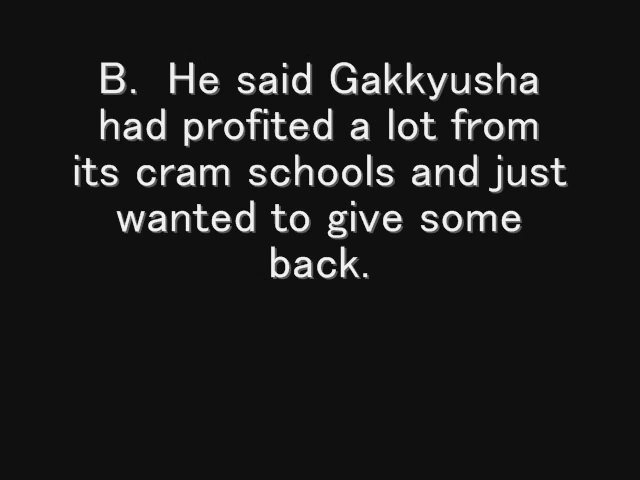 B.  He said Gakkyusha
had profited a lot from
its cram schools and just
wanted to give some
back.